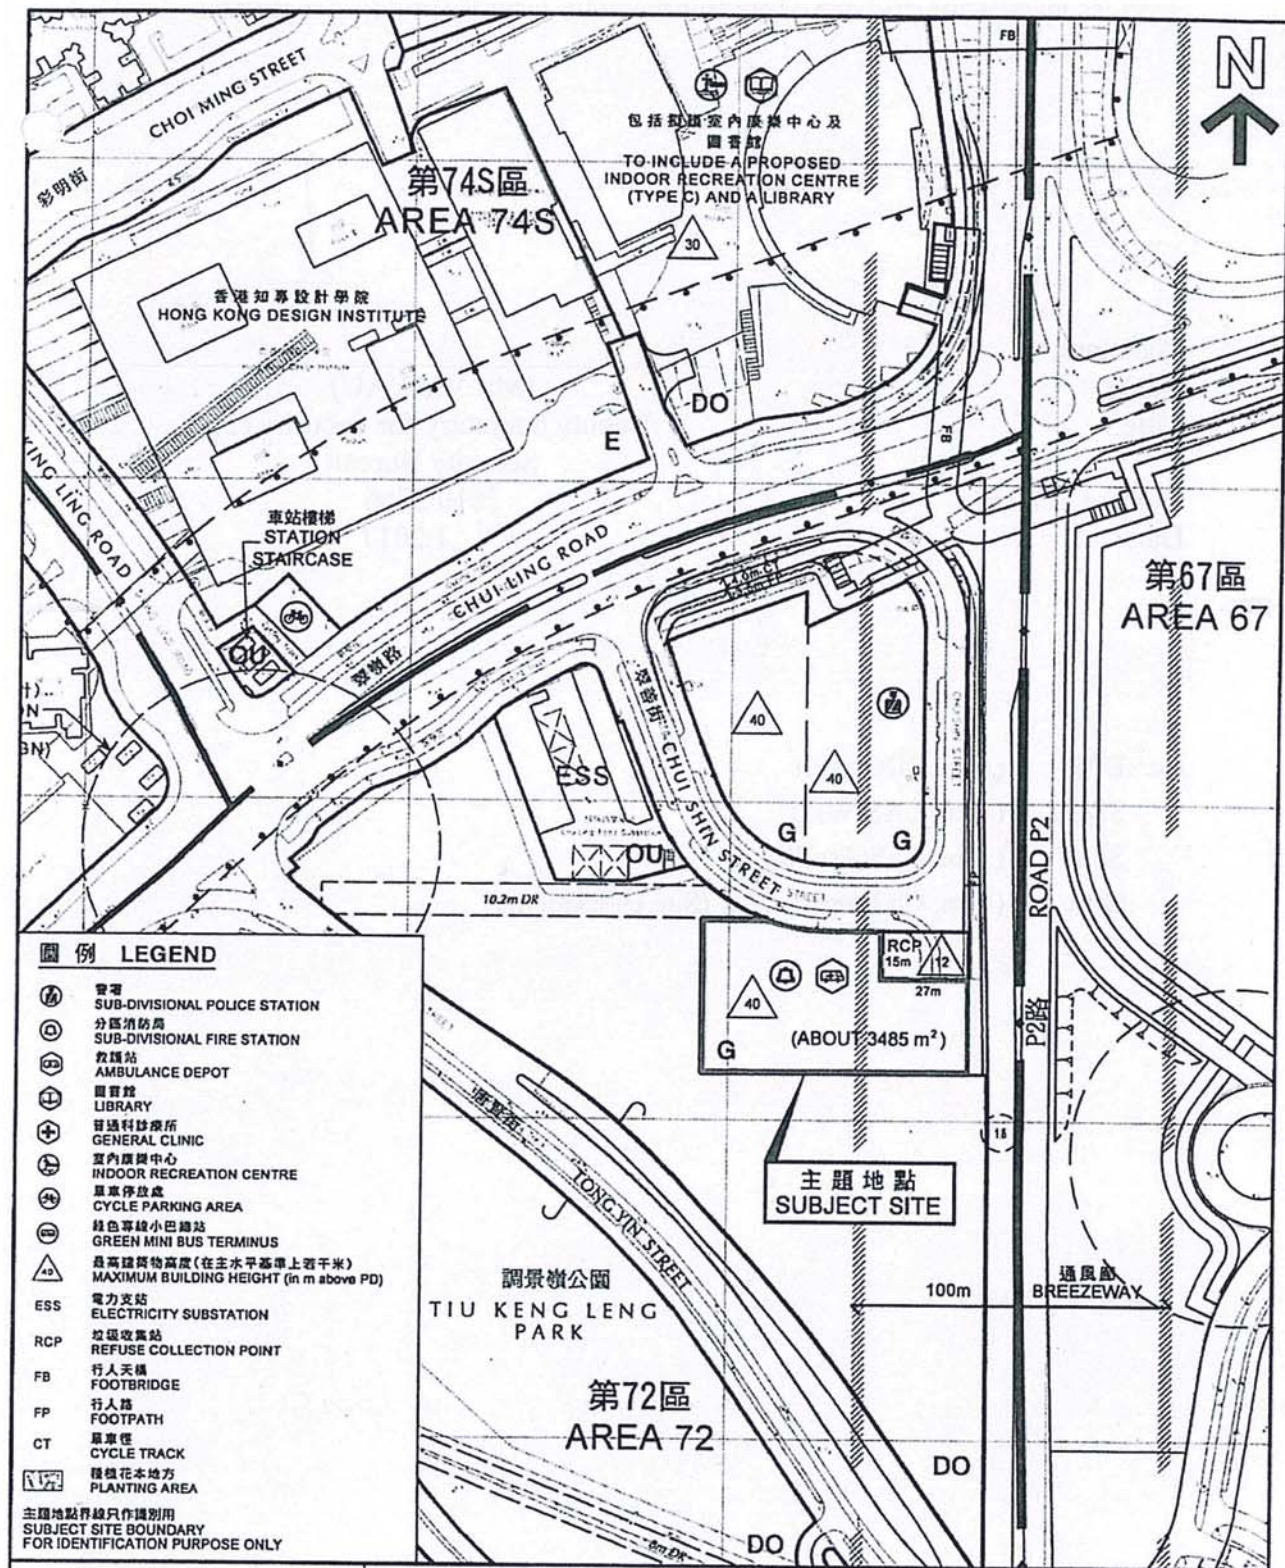 FB
N
CHOI MING STREET
彩明街
包括擬議室內康樂中心及
圖書館
TO INCLUDE A PROPOSED
INDOOR RECREATION CENTRE
(TYPE C) AND A LIBRARY
第74S區
AREA 74S
30
香港知專設計學院
HONG KONG DESIGN INSTITUTE
DO
E
FB
KING LING ROAD
車站樓梯
STATION
STAIRCASE
CHUI LING ROAD
翠嶺路
OU
第67區
AREA 67
翠善街
CHUI SHIN STREET
40
40
ESS
OU
G
G
FP
ROAD P2
P2路
10.2m DR
STREET
RCP
15m
12
27m
40
(ABOUT 3485 m²)
G
主題地點
SUBJECT SITE
1.5
唐賢街
TONG YIN STREET
STREET
調景嶺公園
TIU KENG LENG
PARK
100m
通風廊
BREEZEWAY
第72區
AREA 72
DO
DO
6m DR
圖例 LEGEND
警署
SUB-DIVISIONAL POLICE STATION
分區消防局
SUB-DIVISIONAL FIRE STATION
救護站
AMBULANCE DEPOT
圖書館
LIBRARY
普通科診療所
GENERAL CLINIC
室內康樂中心
INDOOR RECREATION CENTRE
單車停放處
CYCLE PARKING AREA
綠色專線小巴總站
GREEN MINI BUS TERMINUS
40
最高建築物高度(在主水平基準上若干米)
MAXIMUM BUILDING HEIGHT (in m above PD)
ESS
電力支站
ELECTRICITY SUBSTATION
RCP
垃圾收集站
REFUSE COLLECTION POINT
FB
行人天橋
FOOTBRIDGE
FP
行人路
FOOTPATH
CT
單車徑
CYCLE TRACK
種植花木地方
PLANTING AREA
主題地點界線只作識別用
SUBJECT SITE BOUNDARY
FOR IDENTIFICATION PURPOSE ONLY